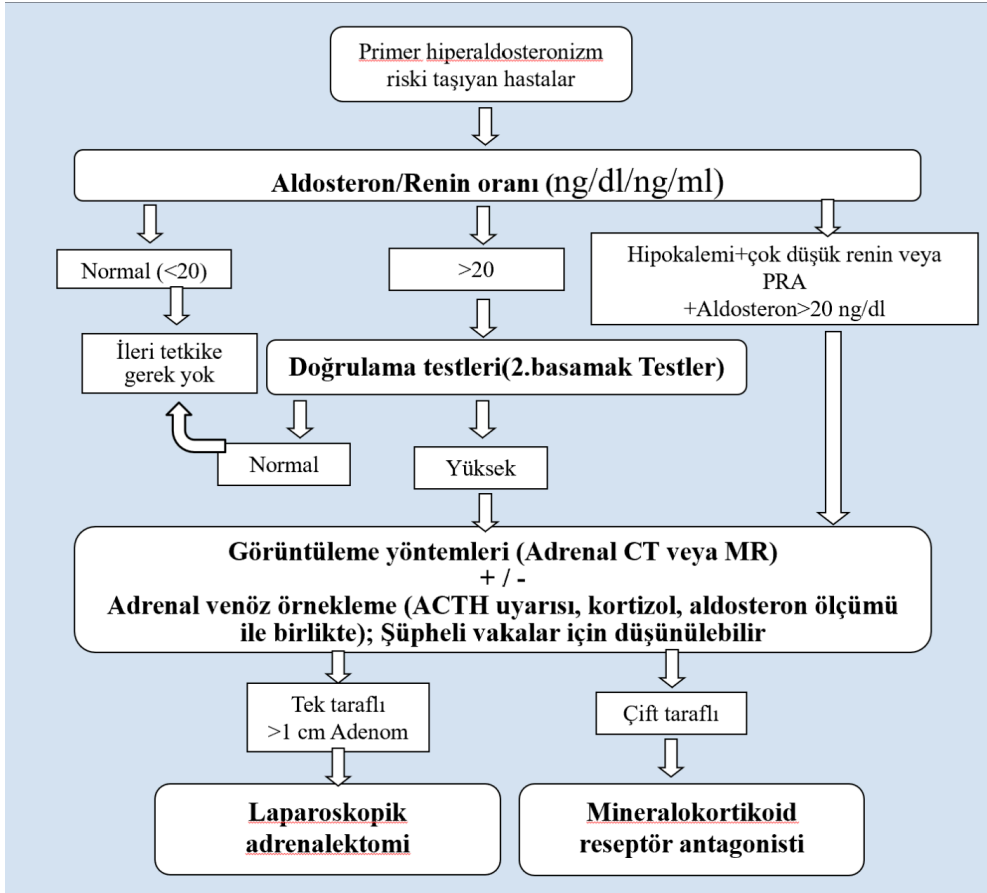 Primer hiperaldosteronizm
riski taşıyan hastalar
Aldosteron/Renin oranı (ng/dl/ng/ml)
Normal (<20)
>20
Hipokalemi+çok düşük renin veya
PRA
+Aldosteron>20 ng/dl
İleri tetkike
gerek yok
Doğrulama testleri(2.basamak Testler)
Normal
Yüksek
Görüntüleme yöntemleri (Adrenal CT veya MR)
+ / -
Adrenal venöz örnekleme (ACTH uyarısı, kortizol, aldosteron ölçümü
ile birlikte); Şüpheli vakalar için düşünülebilir
Tek taraflı
>1 cm Adenom
Çift taraflı
Laparoskopik
adrenalektomi
Mineralokortikoid
reseptör antagonisti